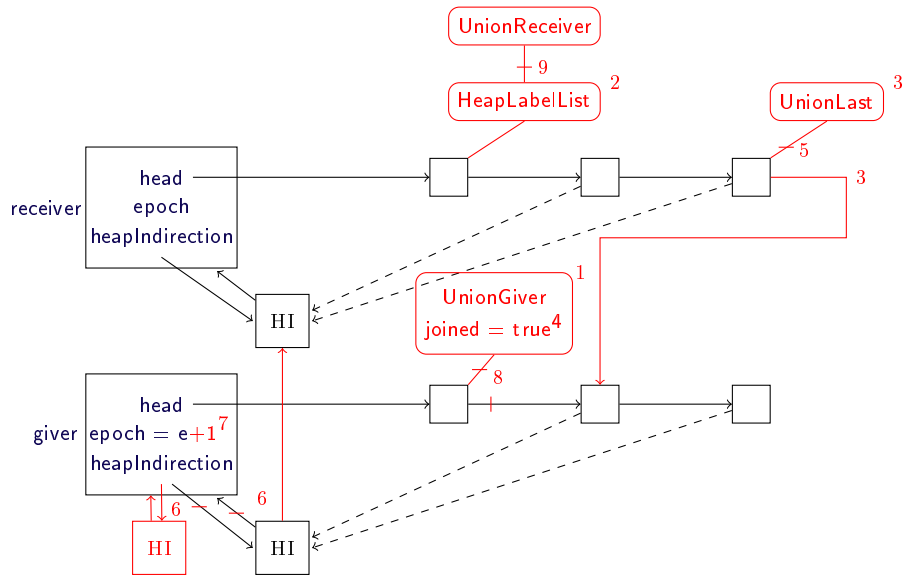 UnionReceiver
9
HeapLabelList
2
UnionLast
3
5
head
3
receiver
epoch
heapIndirection
HI
UnionGiver
1
joined = true4
8
head
giver
epoch = e+17
heapIndirection
6
6
HI
HI